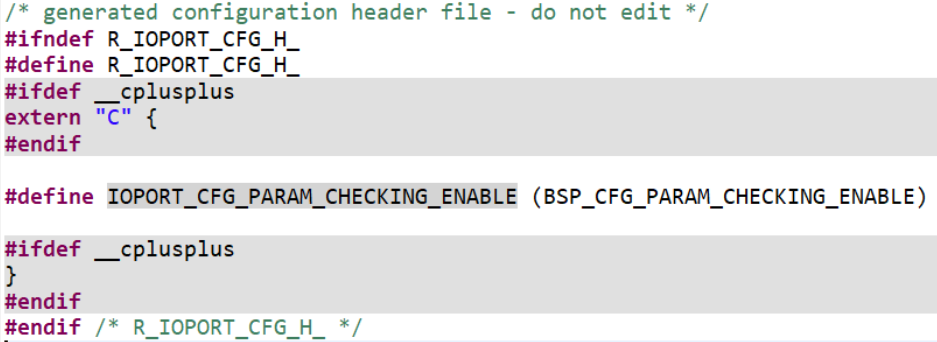 /* generated configuration header file - do not edit */
#ifndef R_IOPORT_CFG_H_
#define R_IOPORT_CFG_H_
#ifdef __cplusplus
extern "C" {
#endif
#define IOPORT_CFG_PARAM_CHECKING_ENABLE (BSP_CFG_PARAM_CHECKING_ENABLE)
#ifdef __cplusplus
}
#endif
#endif /* R_IOPORT_CFG_H_ */